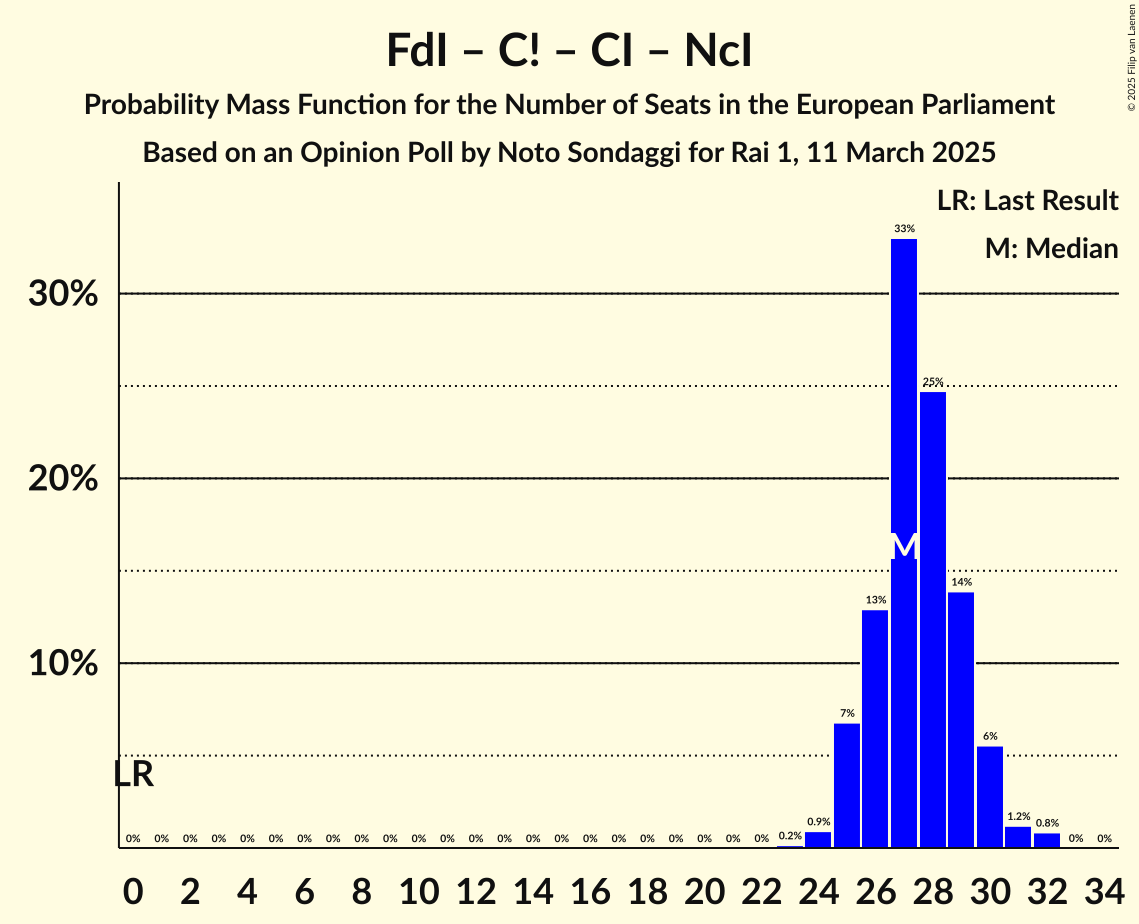 FdI – C! – CI – NcI
Probability Mass Function for the Number of Seats in the European Parliament
Based on an Opinion Poll by Noto Sondaggi for Rai 1, 11 March 2025
© 2025 Filip van Laenen
LR: Last Result
M: Median
33%
30%
25%
20%
M
14%
13%
10%
7%
6%
LR
0% 0% 0% 0% 0% 0% 0% 0% 0% 0% 0% 0% 0% 0% 0% 0% 0% 0% 0% 0% 0% 0% 0% 0.2% 0.9% 1.2% 0.8% 0% 0%
0 2 4 6 8 10 12 14 16 18 20 22 24 26 28 30 32 34